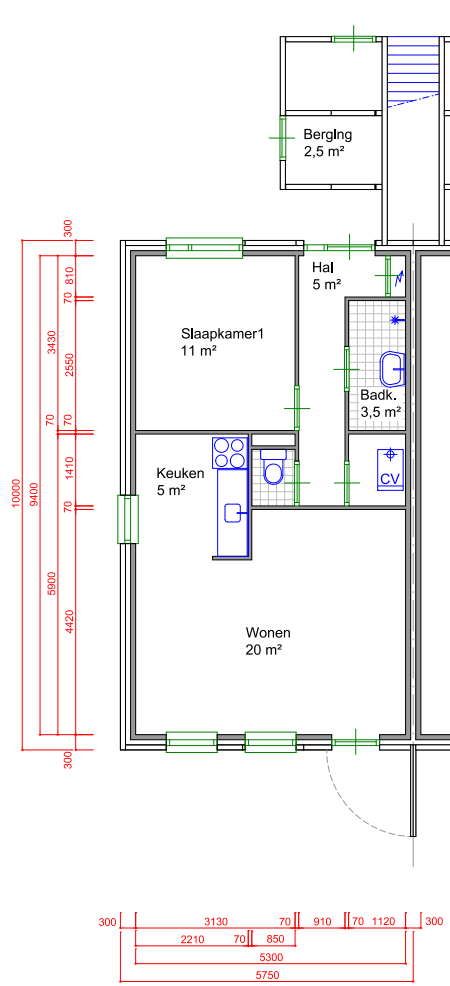 Berging
2,5 m²
Hal
5 m²
Slaapkamer1
11 m²
Badk.
3,5 m²
Keuken
5 m²
CV
Wonen
20 m²
300
810
70
3430
2550
70
70
1410
10000
9400
70
5900
4420
300
300
3130
70
910
70
1120
300
2210
70
850
5300
5750